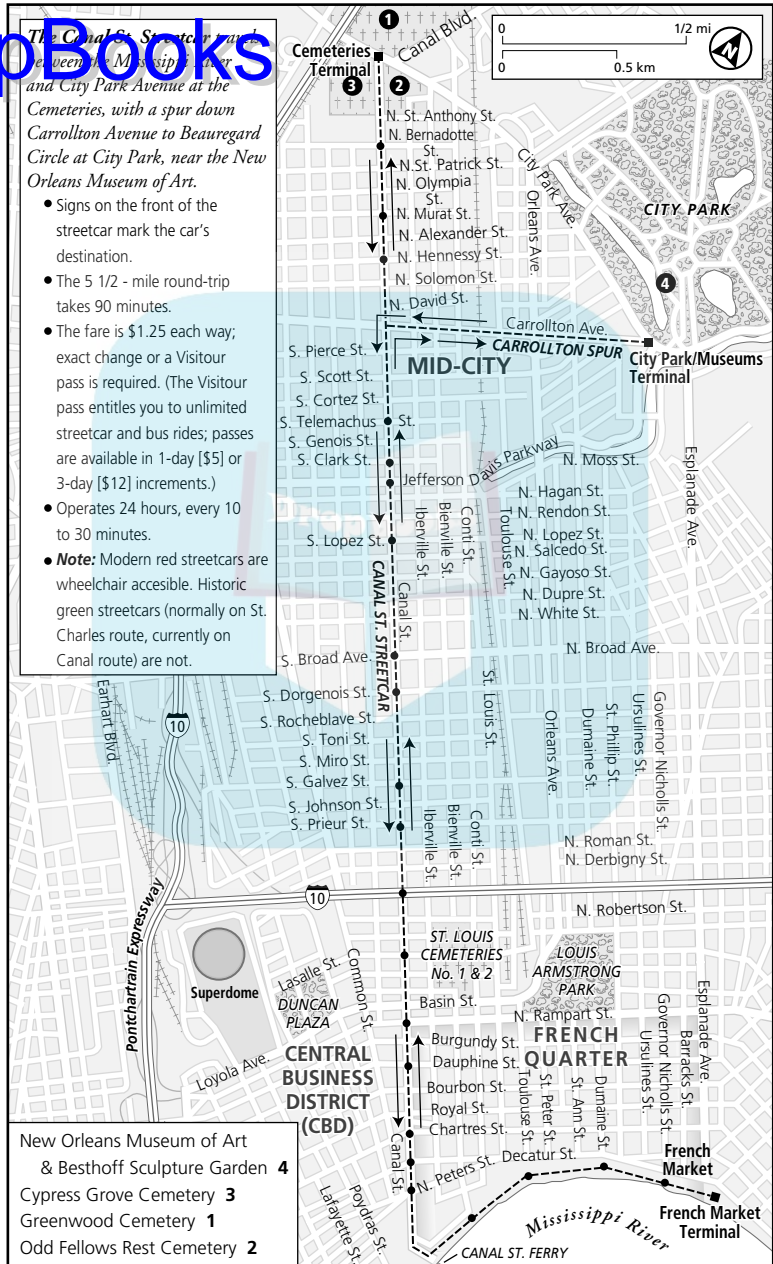 The Canal St. Streetcar travels
between the Mississippi River
and City Park Avenue at the
Cemeteries, with a spur down
Carrollton Avenue to Beauregard
Circle at City Park, near the New
Orleans Museum of Art.
• Signs on the front of the
streetcar mark the car's
destination.
• The 5 1/2 - mile round-trip
takes 90 minutes.
• The fare is $1.25 each way;
exact change or a Visitour
pass is required. (The Visitour
pass entitles you to unlimited
streetcar and bus rides; passes
are available in 1-day [$5] or
3-day [$12] increments.)
• Operates 24 hours, every 10
to 30 minutes.
• Note: Modern red streetcars are
wheelchair accesible. Historic
green streetcars (normally on St.
Charles route, currently on
Canal route) are not.
pBooks
0 1/2 mi
0 0.5 km
N
1
Canal Blvd.
Cemeteries
Terminal
3
2
N. St. Anthony St.
N. Bernadotte
St.
N.St. Patrick St.
N. Olympia
St.
N. Murat St.
N. Alexander St.
N. Hennessy St.
N. Solomon St.
N. David St.
City Park Ave.
Orleans Ave.
CITY PARK
4
Carrollton Ave.
CARROLLTON SPUR
City Park/Museums
Terminal
MID-CITY
S. Pierce St.
S. Scott St.
S. Cortez St.
S. Telemachus St.
S. Genois St.
S. Clark St.
Jefferson Davis Parkway
N. Moss St.
Esplanade Ave.
N. Hagan St.
N. Rendon St.
N. Lopez St.
N. Salcedo St.
N. Gayoso St.
N. Dupre St.
N. White St.
Iberville St.
Bienville St.
Conti St.
Toulouse St.
S. Lopez St.
CANAL ST. STREETCAR
Canal St.
S. Broad Ave.
N. Broad Ave.
S. Dorgenois St.
S. Rocheblave St.
S. Toni St.
S. Miro St.
S. Galvez St.
S. Johnson St.
S. Prieur St.
St. Louis St.
Orleans Ave.
Dumaine St.
St. Phillip St.
Ursulines St.
Governor Nicholls St.
Earhart Blvd.
10
Iberville St.
Bienville St.
Conti St.
N. Roman St.
N. Derbigny St.
10
N. Robertson St.
Pontchartrain Expressway
Superdome
Lasalle St.
DUNCAN
PLAZA
Common St.
Loyola Ave.
ST. LOUIS
CEMETERIES
No. 1 & 2
LOUIS
ARMSTRONG
PARK
Basin St.
N. Rampart St.
FRENCH
QUARTER
CENTRAL
BUSINESS
DISTRICT
(CBD)
Burgundy St.
Dauphine St.
Bourbon St.
Royal St.
Chartres St.
Toulouse St.
St. Peter St.
St. Ann St.
Dumaine St.
Ursulines St.
Governor Nicholls St.
Barracks St.
Esplanade Ave.
Canal St.
N. Peters St.
Decatur St.
French
Market
French Market
Terminal
Mississippi River
CANAL ST. FERRY
Poydras St.
Lafayette St.
New Orleans Museum of Art
& Besthoff Sculpture Garden 4
Cypress Grove Cemetery 3
Greenwood Cemetery 1
Odd Fellows Rest Cemetery 2